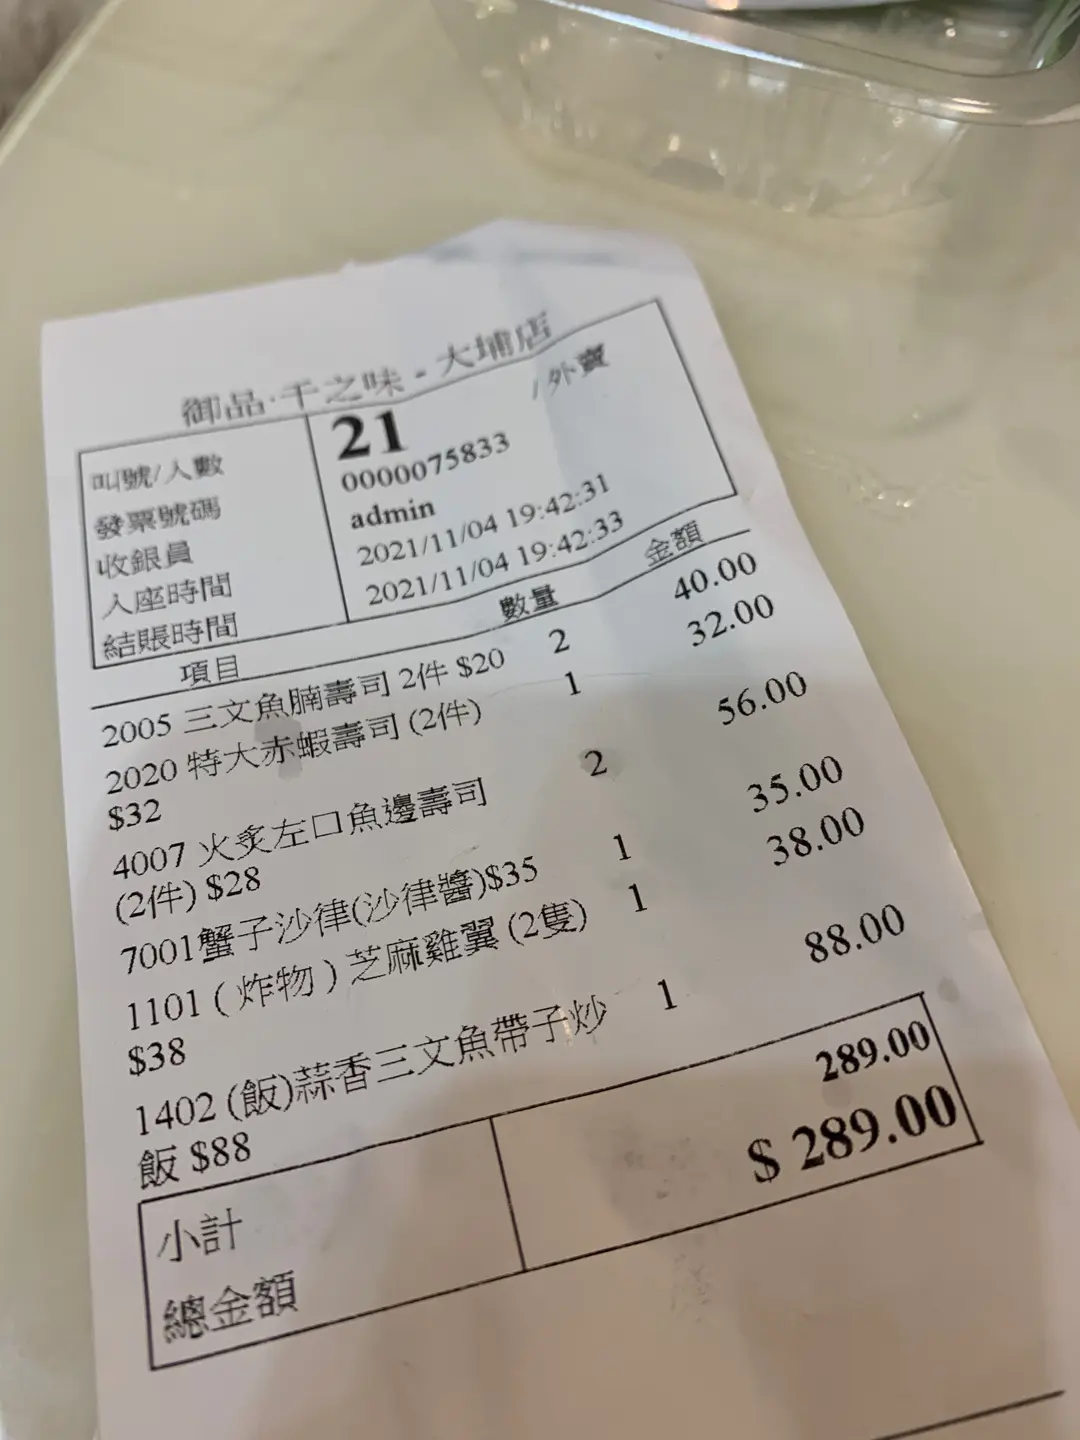 御品·千之味 - 大埔店
叫號/人數 21 / 外賣
發票號碼 0000075833
收銀員 admin
入座時間 2021/11/04 19:42:31
結賬時間 2021/11/04 19:42:33
項目 數量 金額
2005 三文魚腩壽司 2件 $20 2 40.00
2020 特大赤蝦壽司 (2件) 1 32.00
$32
4007 火炙左口魚邊壽司 2 56.00
(2件) $28
7001蟹子沙律(沙律醬)$35 1 35.00
1101 ( 炸物 ) 芝麻雞翼 (2隻) 1 38.00
$38
1402 (飯)蒜香三文魚帶子炒 1 88.00
飯 $88
小計 289.00
總金額 $ 289.00